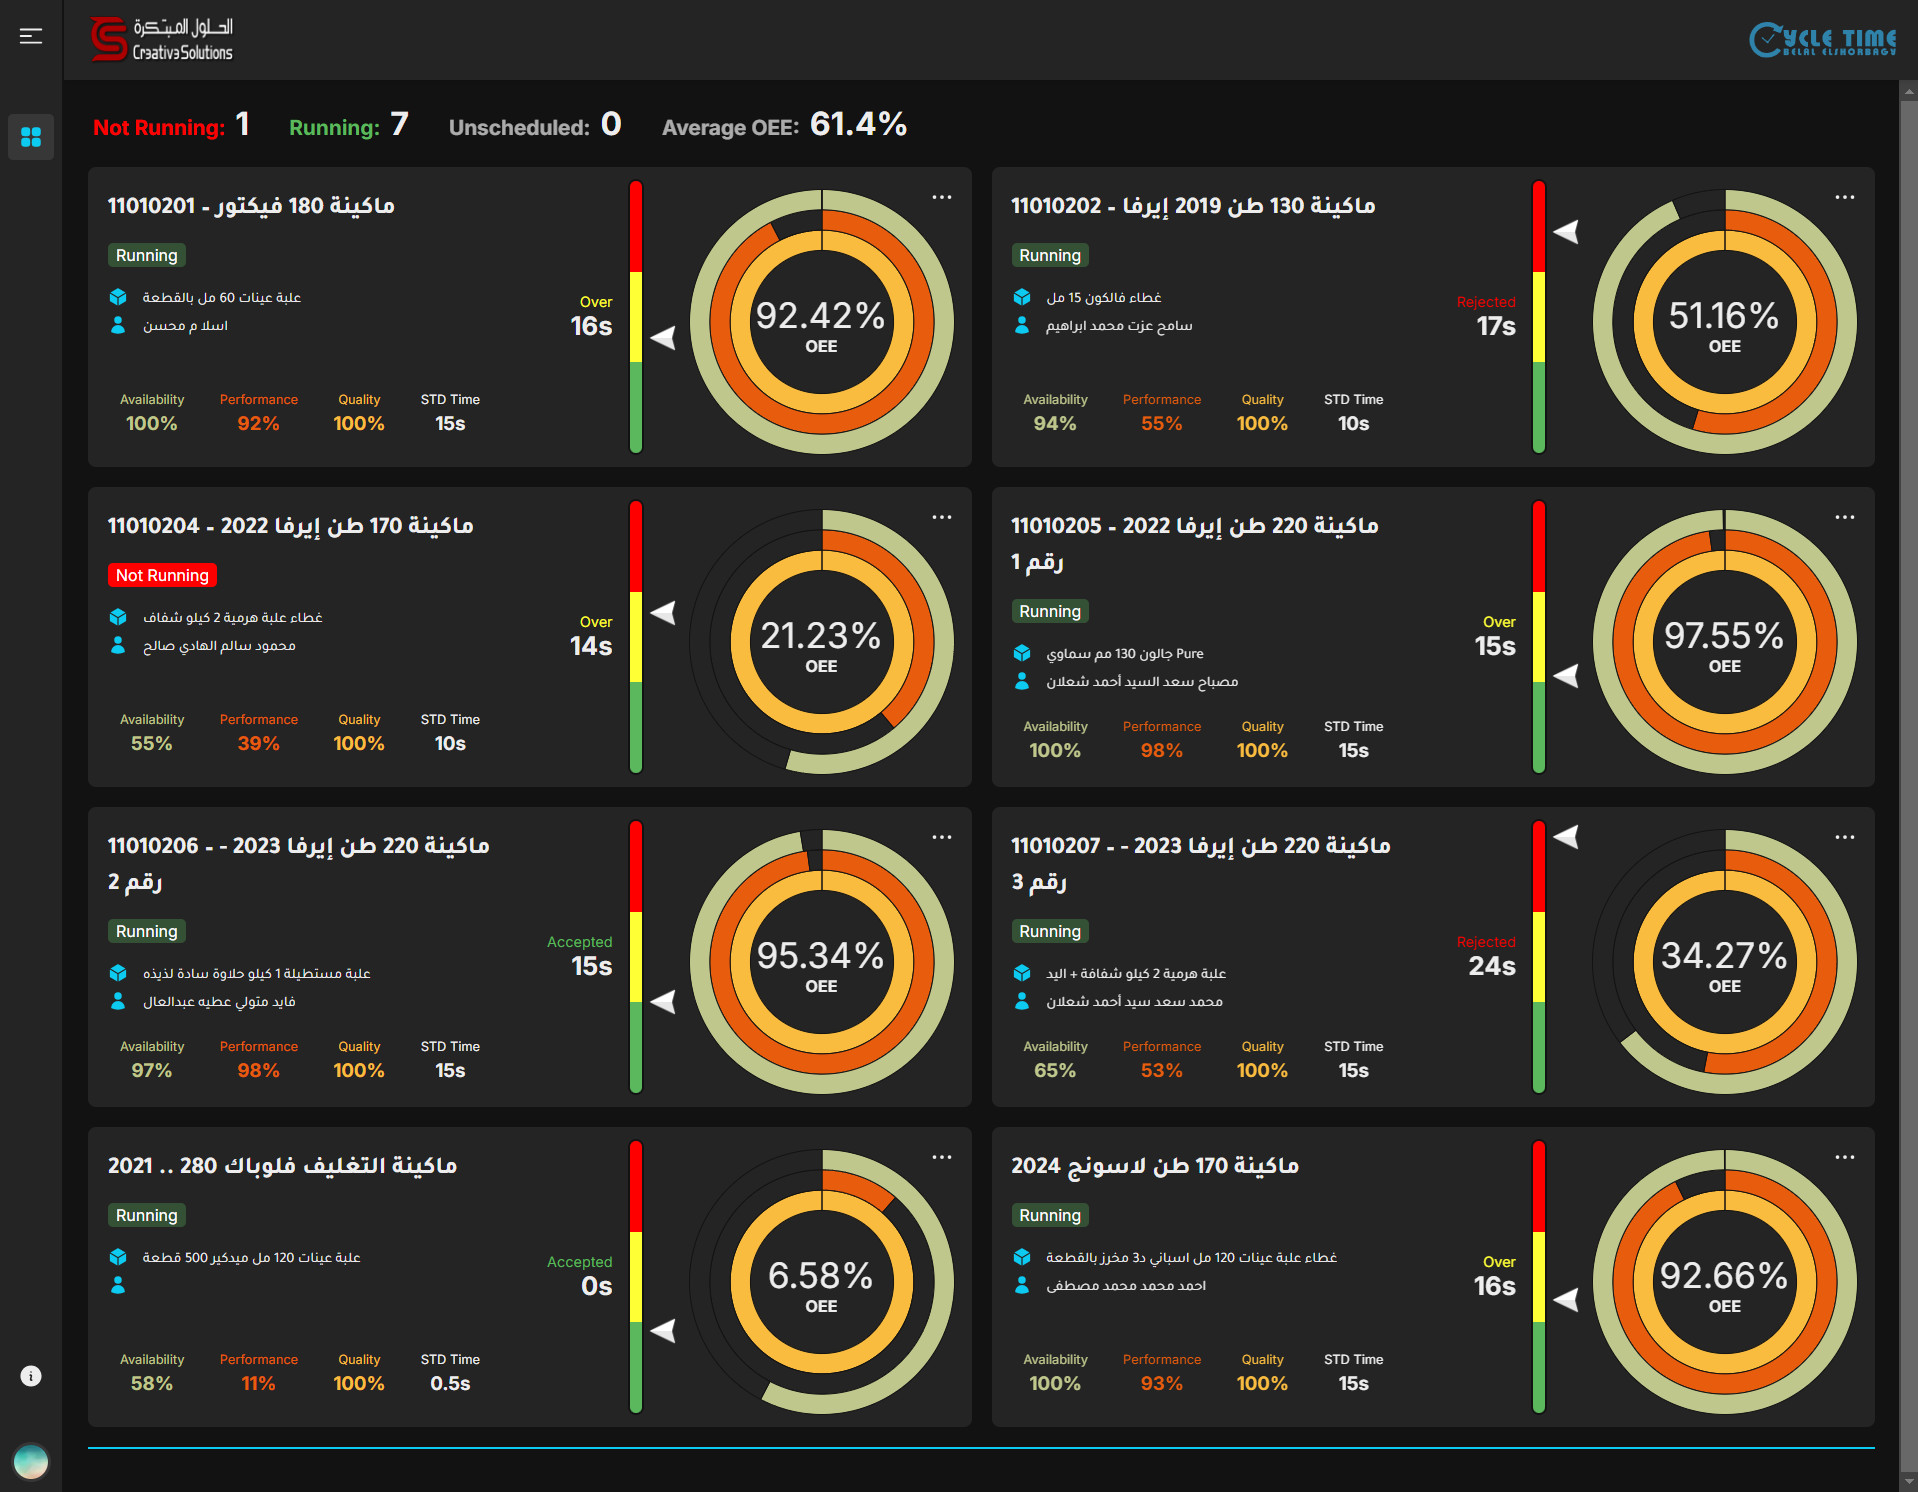 الحلول المبتكرة
Cr3ativ3 Solutions
CYCLE TIME
BELAL ELSHORBAGY
Not Running: 1 Running: 7 Unscheduled: 0 Average OEE: 61.4%
11010201 - ماكينة 180 فيكتور
Running
علبة عينات 60 مل بالقطعة
اسلا م محسن
Over
16s
Availability Performance Quality STD Time
100% 92% 100% 15s
92.42%
OEE
11010202 - ماكينة 130 طن 2019 إيرفا
Running
غطاء فالكون 15 مل
سامح عزت محمد ابراهيم
Rejected
17s
Availability Performance Quality STD Time
94% 55% 100% 10s
51.16%
OEE
11010204 - ماكينة 170 طن إيرفا 2022
Not Running
غطاء علبة هرمية 2 كيلو شفاف
محمود سالم الهادي صالح
Over
14s
Availability Performance Quality STD Time
55% 39% 100% 10s
21.23%
OEE
11010205 - ماكينة 220 طن إيرفا 2022
رقم 1
Running
جالون 130 مم سماوي Pure
مصباح سعد السيد أحمد شعلان
Over
15s
Availability Performance Quality STD Time
100% 98% 100% 15s
97.55%
OEE
11010206 - - ماكينة 220 طن إيرفا 2023
رقم 2
Running
علبة مستطيلة 1 كيلو حلاوة سادة لذيذه
فايد متولي عطيه عبدالعال
Accepted
15s
Availability Performance Quality STD Time
97% 98% 100% 15s
95.34%
OEE
11010207 - - ماكينة 220 طن إيرفا 2023
رقم 3
Running
علبة هرمية 2 كيلو شفافة + اليد
محمد سعد سيد أحمد شعلان
Rejected
24s
Availability Performance Quality STD Time
65% 53% 100% 15s
34.27%
OEE
ماكينة التغليف فلوباك 280 .. 2021
Running
علبة عينات 120 مل ميدكير 500 قطعة
Accepted
0s
Availability Performance Quality STD Time
58% 11% 100% 0.5s
6.58%
OEE
ماكينة 170 طن لاسونج 2024
Running
غطاء علبة عينات 120 مل اسباني د3 مخرز بالقطعة
احمد محمد محمد مصطفى
Over
16s
Availability Performance Quality STD Time
100% 93% 100% 15s
92.66%
OEE